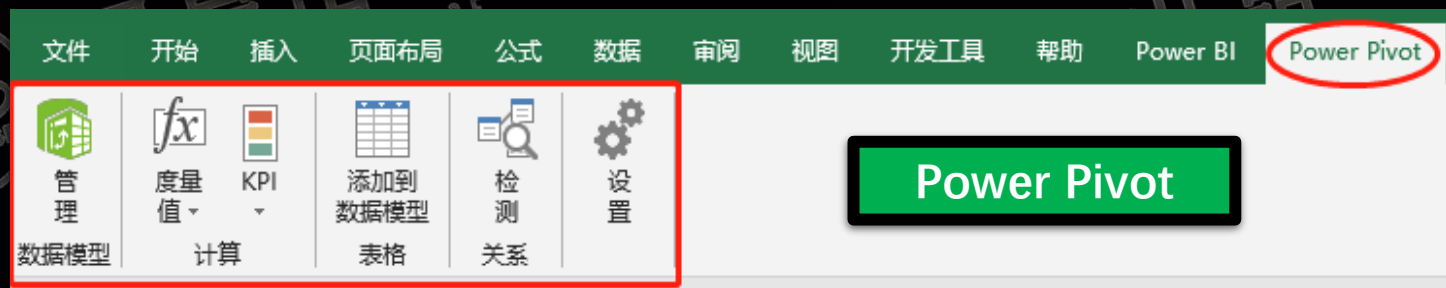 文件 开始 插入 页面布局 公式 数据 审阅 视图 开发工具 帮助 Power BI Power Pivot
管理
度量值
KPI
添加到
数据模型
检测
设置
数据模型 计算 表格 关系
Power Pivot